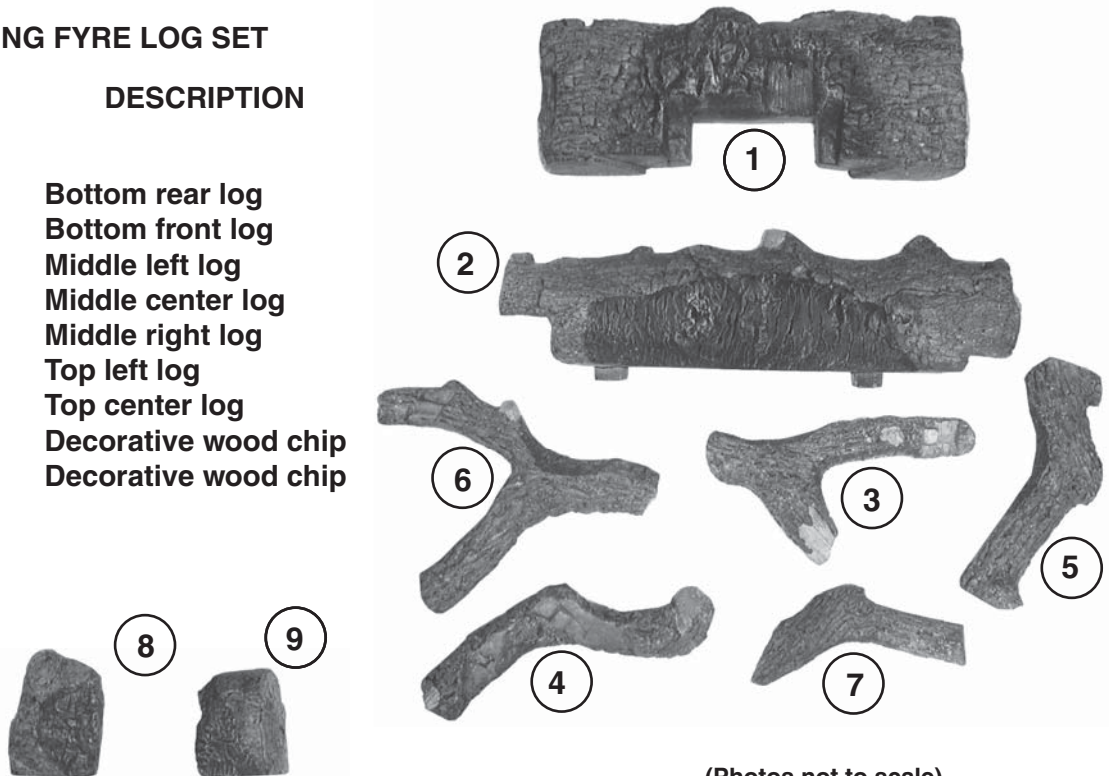 NG FYRE LOG SET
DESCRIPTION
Bottom rear log
Bottom front log
Middle left log
Middle center log
Middle right log
Top left log
Top center log
Decorative wood chip
Decorative wood chip
1
2
6
3
5
8
9
4
7
(Photos not to scale)